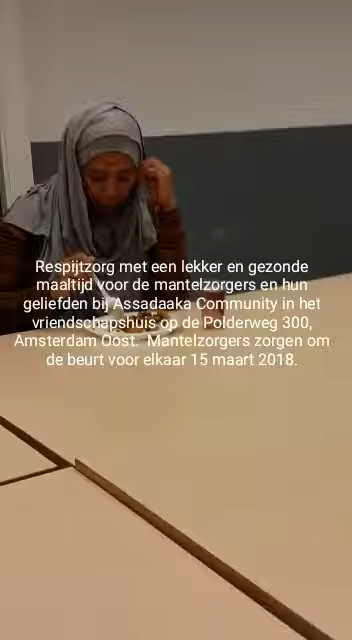 Respijtzorg met een lekker en gezonde
maaltijd voor de mantelzorgers en hun
geliefden bij Assadaaka Community in het
vriendschapshuis op de Polderweg 300,
Amsterdam Oost. Mantelzorgers zorgen om
de beurt voor elkaar 15 maart 2018.